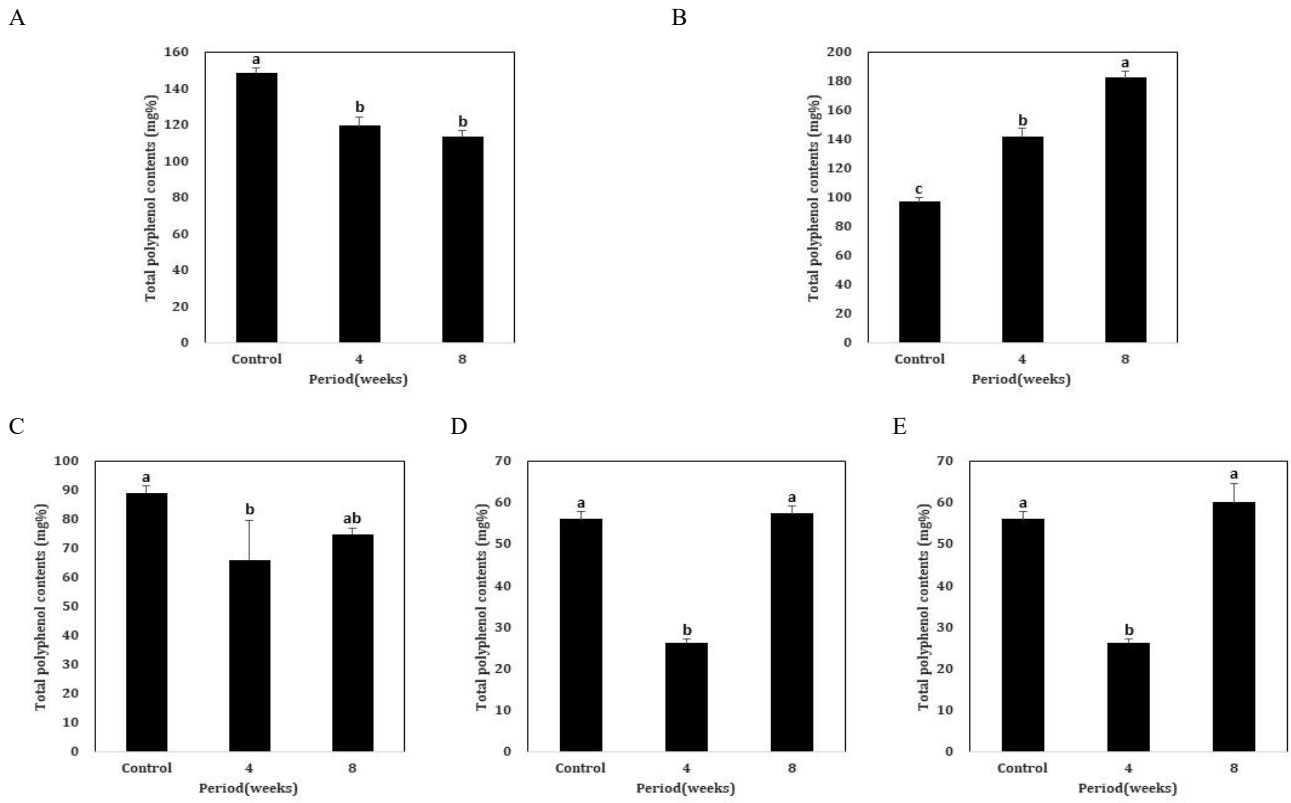 A
B
160
140
120
100
80
60
40
20
0
Total polyphenol contents (mg%)
a
b
b
Control
4
8
Period(weeks)
200
180
160
140
120
100
80
60
40
20
0
Total polyphenol contents (mg%)
c
b
a
Control
4
8
Period(weeks)
C
D
E
100
90
80
70
60
50
40
30
20
10
0
Total polyphenol contents (mg%)
a
b
ab
Control
4
8
Period(weeks)
70
60
50
40
30
20
10
0
Total polyphenol contents (mg%)
a
b
a
Control
4
8
Period(weeks)
70
60
50
40
30
20
10
0
Total polyphenol contents (mg%)
a
b
a
Control
4
8
Period(weeks)